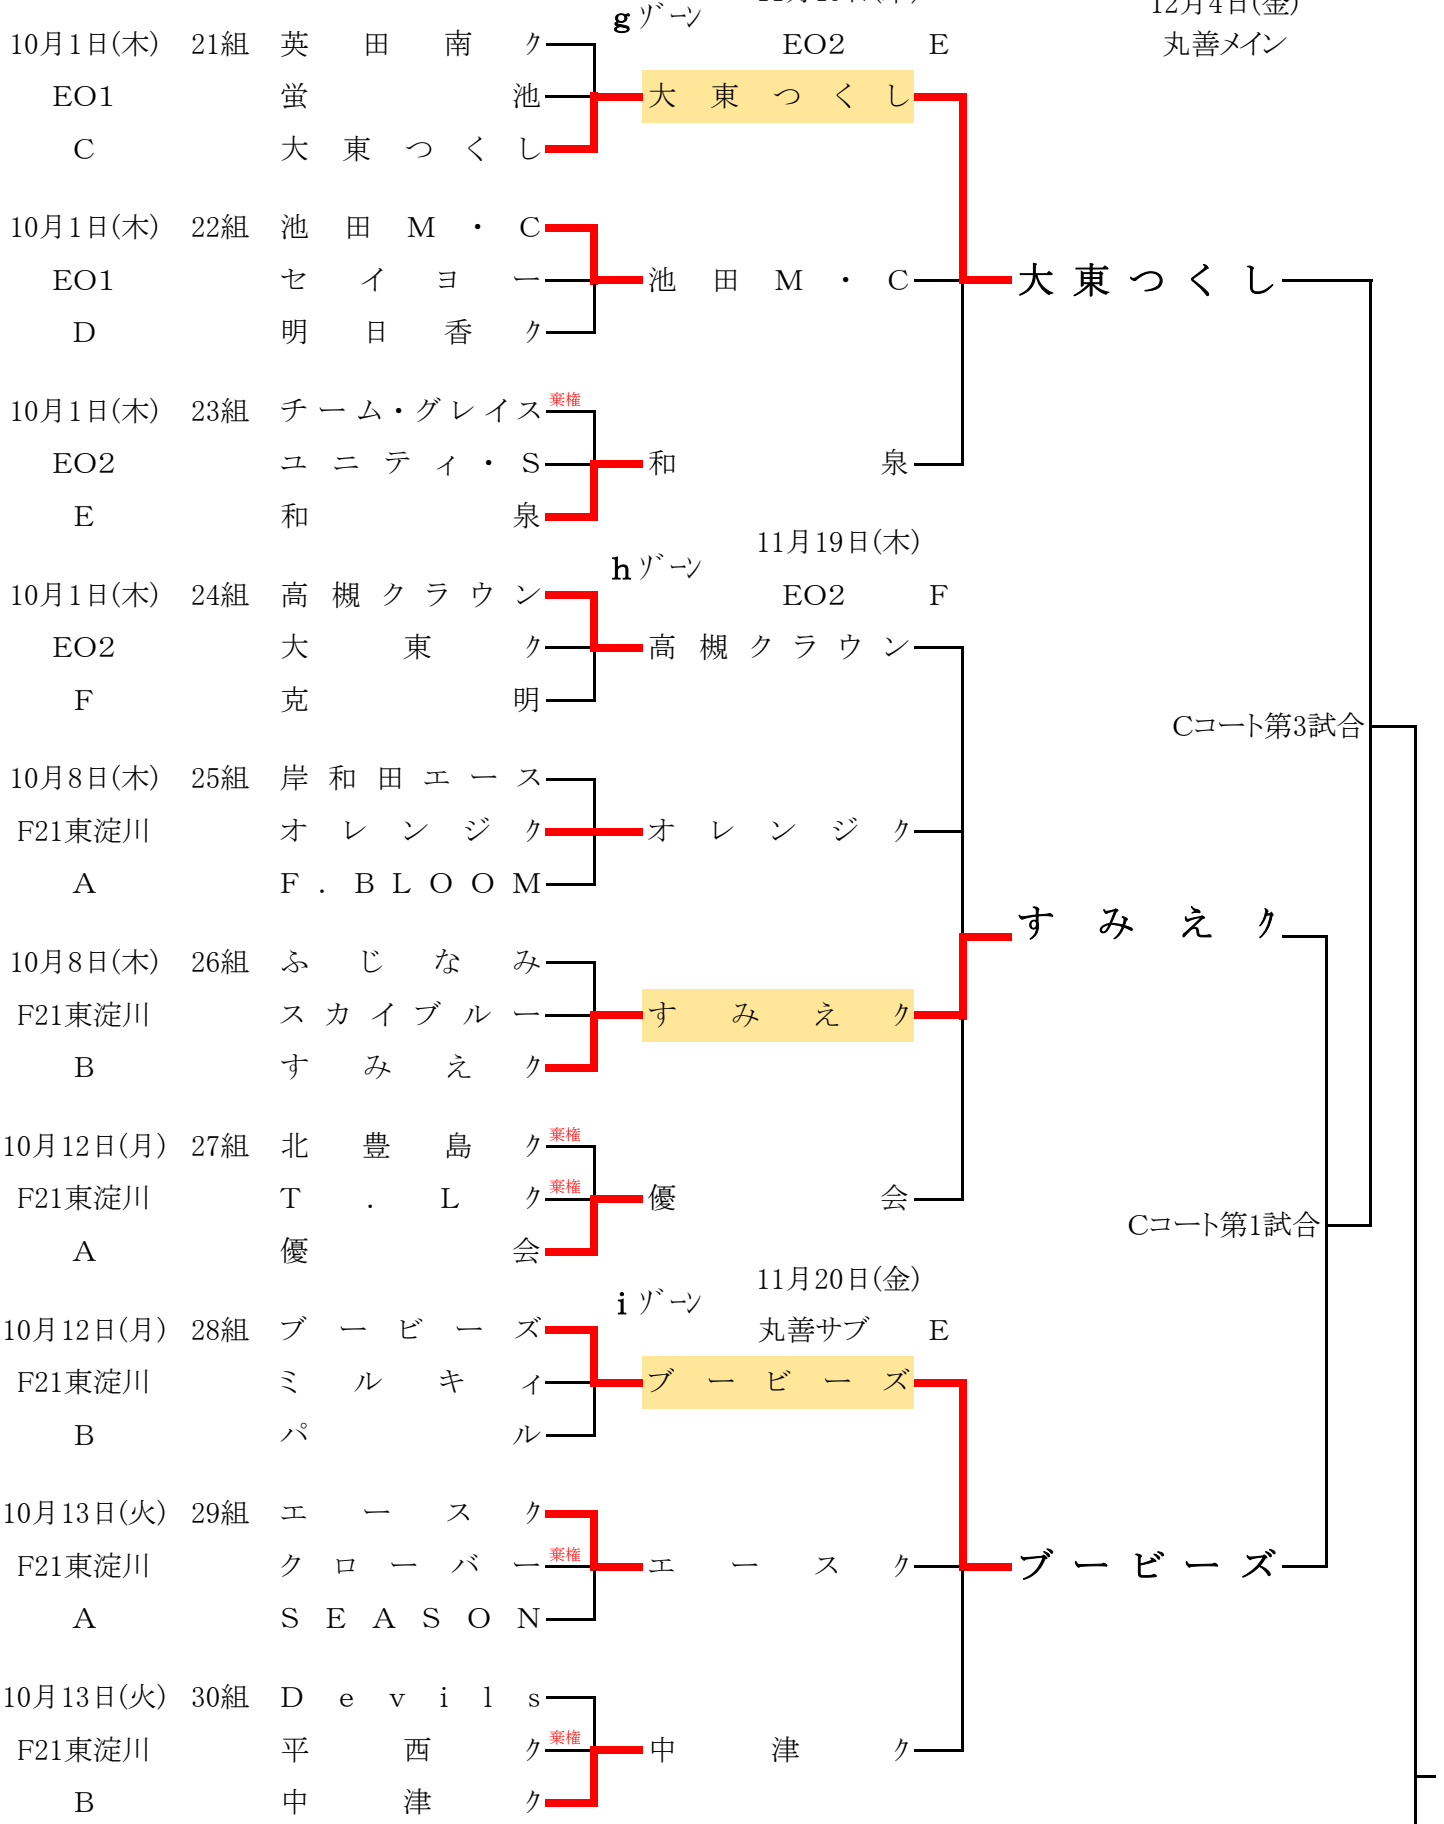 gゾーン
12月4日(金)
10月1日(木) 21組 英田南ク EO2 E 丸善メイン
EO1 蛍池 大東つくし
C 大東つくし
10月1日(木) 22組 池田M・C
EO1 セイヨー 池田M・C 大東つくし
D 明日香ク
10月1日(木) 23組 チーム・グレイス 棄権
EO2 ユニティ・S 和泉
E 和泉
11月19日(木)
hゾーン
10月1日(木) 24組 高槻クラウン EO2 F
EO2 大東ク 高槻クラウン
F 克明
Cコート第3試合
10月8日(木) 25組 岸和田エース
F21東淀川 オレンジク オレンジク
A F.BLOOM
すみえク
10月8日(木) 26組 ふじなみ
F21東淀川 スカイブルー すみえク
B すみえク
10月12日(月) 27組 北豊島ク 棄権
F21東淀川 T.Lク 棄権 優会
Cコート第1試合
A 優会
11月20日(金)
iゾーン
10月12日(月) 28組 ブービーズ 丸善サブ E
F21東淀川 ミルキィ ブービーズ
B パル
10月13日(火) 29組 エースク
F21東淀川 クローバー 棄権 エースク ブービーズ
A SEASON
10月13日(火) 30組 Devils
F21東淀川 平西ク 棄権 中津ク
B 中津ク